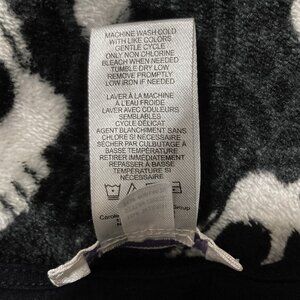 MACHINE WASH COLD
WITH LIKE COLORS
GENTLE CYCLE
ONLY NON CHLORINE
BLEACH WHEN NEEDED
TUMBLE DRY LOW
REMOVE PROMPTLY
LOW IRON IF NEEDED
LAVER À LA MACHINE
À L'EAU FROIDE
LAVER AVEC COULEURS
SEMBLABLES
CYCLE DÉLICAT
AGENT BLANCHIMENT SANS
CHLORE SI NÉCESSAIRE
SÉCHER PAR CULBUTAGE À
BASSE TEMPÉRATURE
RETIRER IMMÉDIATEMENT
REPASSER À BASSE
TEMPÉRATURE SI NÉCESSAIRE
Group